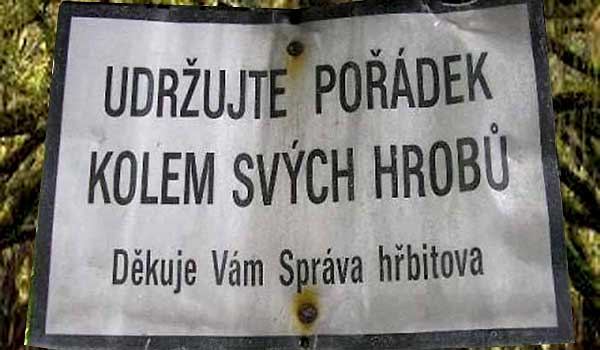 UDRŽUJTE POŘÁDEK
KOLEM SVÝCH HROBŮ
Děkuje Vám Správa hřbitova